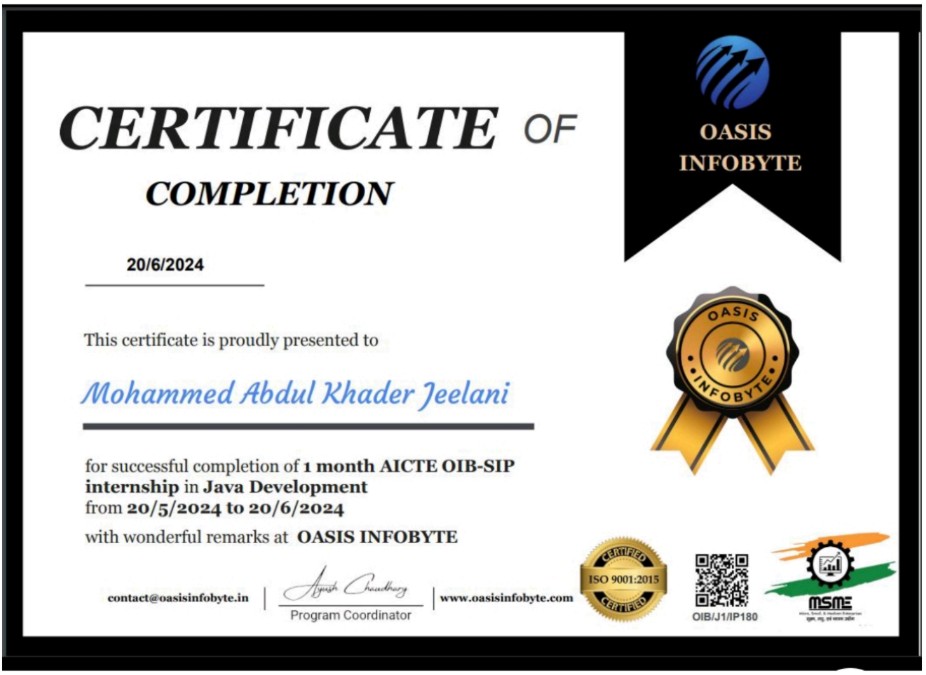 CERTIFICATE OF
COMPLETION
OASIS
INFOBYTE
20/6/2024
This certificate is proudly presented to
Mohammed Abdul Khader Jeelani
OASIS
INFOBYTE
for successful completion of 1 month AICTE OIB-SIP
internship in Java Development
from 20/5/2024 to 20/6/2024
with wonderful remarks at OASIS INFOBYTE
contact@oasisinfobyte.in
Ayush Chaudhary
Program Coordinator
www.oasisinfobyte.com
CERTIFIED
ISO 9001:2015
CERTIFIED
OIB/J1/IP180
MSME